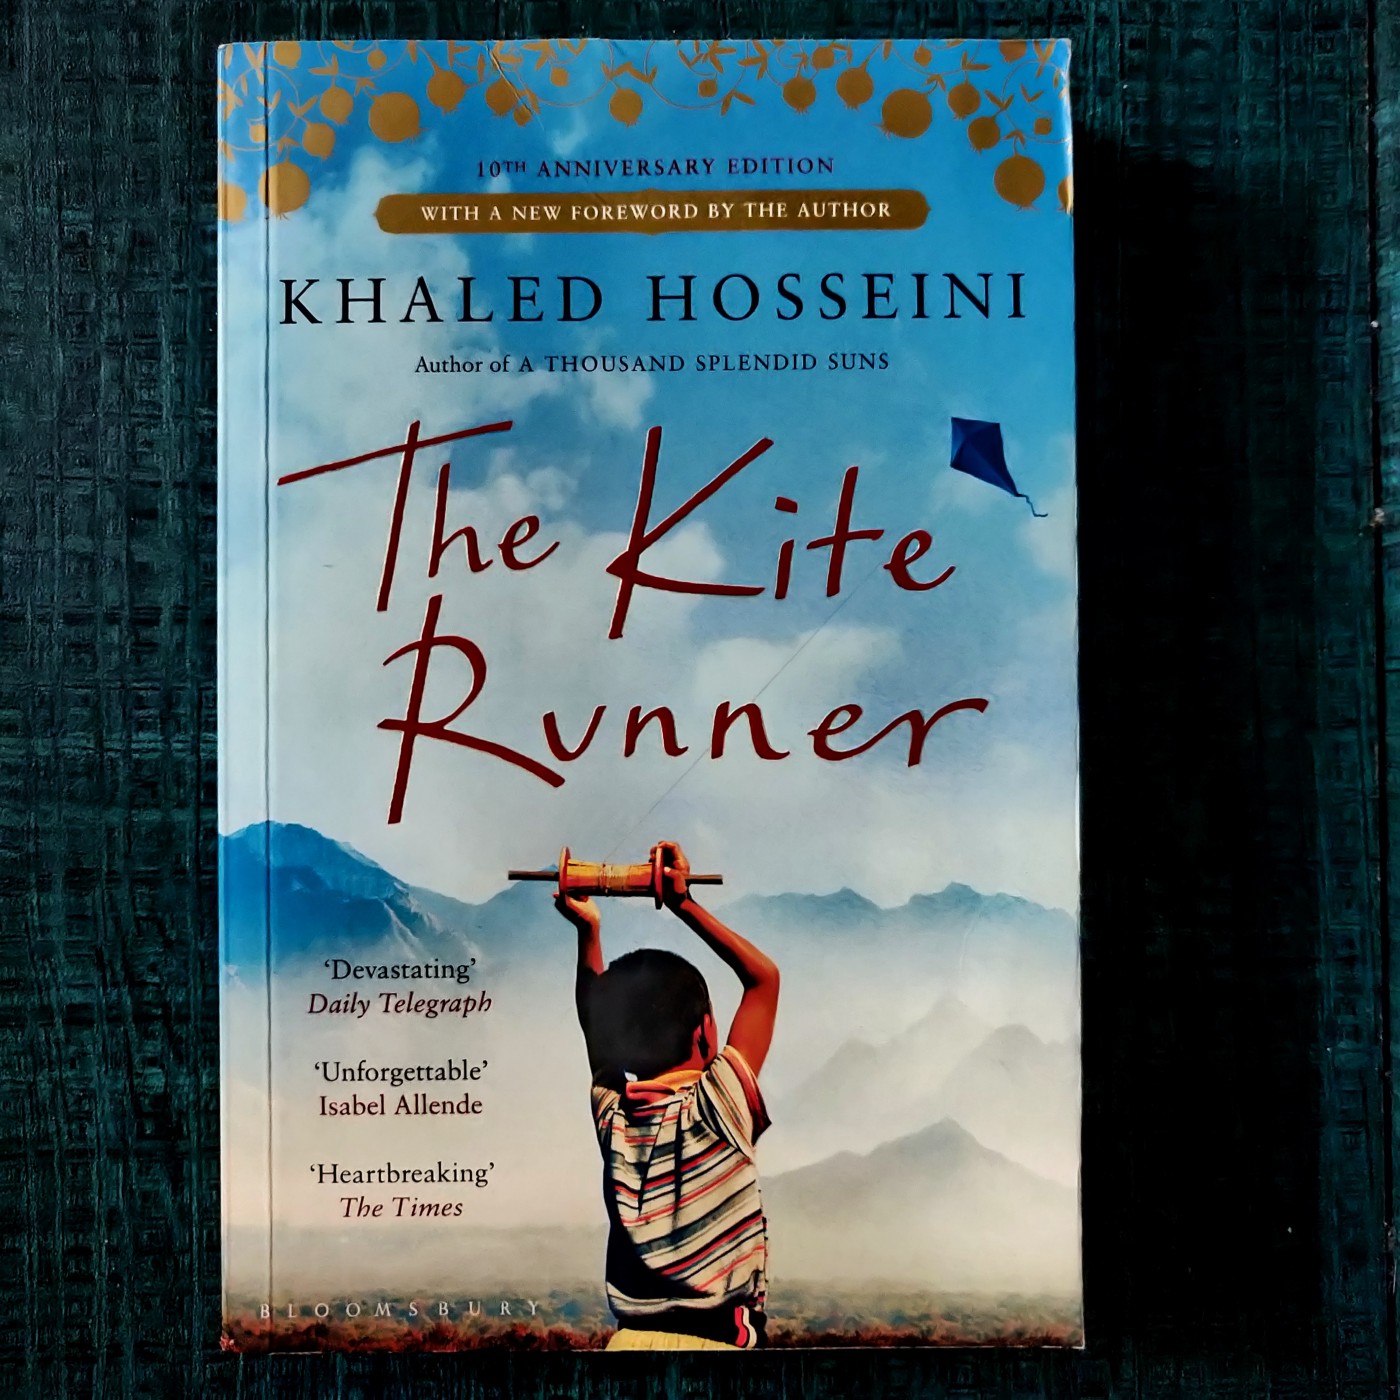 10TH ANNIVERSARY EDITION
WITH A NEW FOREWORD BY THE AUTHOR
KHALED HOSSEINI
Author of A THOUSAND SPLENDID SUNS
The Kite
Runner
‘Devastating’
Daily Telegraph
‘Unforgettable’
Isabel Allende
‘Heartbreaking’
The Times
BLOOMSBURY